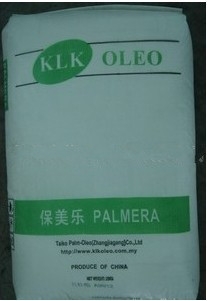 KLK OLEO
保美乐 PALMERA
Taiko Palm-Oleo(Zhangjiagang)Co.,Ltd
http://www.klkoleo.com.my
PRODUCE OF CHINA